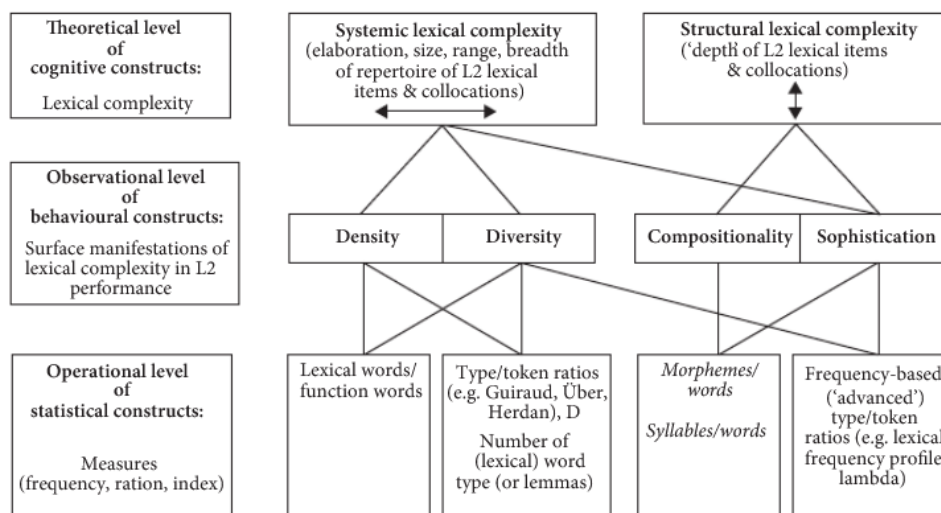 Theoretical level
of
cognitive constructs:
Lexical complexity
Systemic lexical complexity
(elaboration, size, range, breadth
of repertoire of L2 lexical
items & collocations)
Structural lexical complexity
('depth' of L2 lexical items
& collocations)
Observational level
of
behavioural constructs:
Surface manifestations of
lexical complexity in L2
performance
Density
Diversity
Compositionality
Sophistication
Operational level
of
statistical constructs:
Measures
(frequency, ration, index)
Lexical words/
function words
Type/token ratios
(e.g. Guiraud, Über,
Herdan), D
Number of
(lexical) word
type (or lemmas)
Morphemes/
words
Syllables/words
Frequency-based
('advanced')
type/token
ratios (e.g. lexical
frequency profile
lambda)